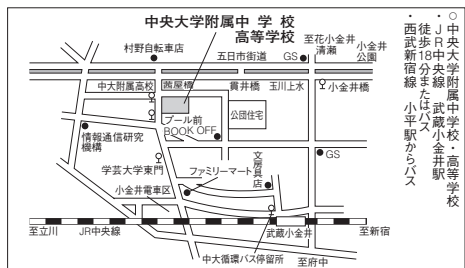 中央大学附属中学校
高等学校
村野自転車店
五日市街道
GS
至花小金井
清瀬
小金井
公園
中大附属高校
茜屋橋
貫井橋
玉川上水
小金井橋
プール前
BOOK OFF
公団住宅
情報通信研究
機構
学芸大学東門
ファミリーマート
文房具店
GS
小金井電車区
至立川
JR中央線
武蔵小金井
至新宿
中大循環バス停留所
至府中
○中央大学附属中学校・高等学校
・JR中央線 武蔵小金井駅
徒歩18分またはバス
・西武新宿線 小平駅からバス